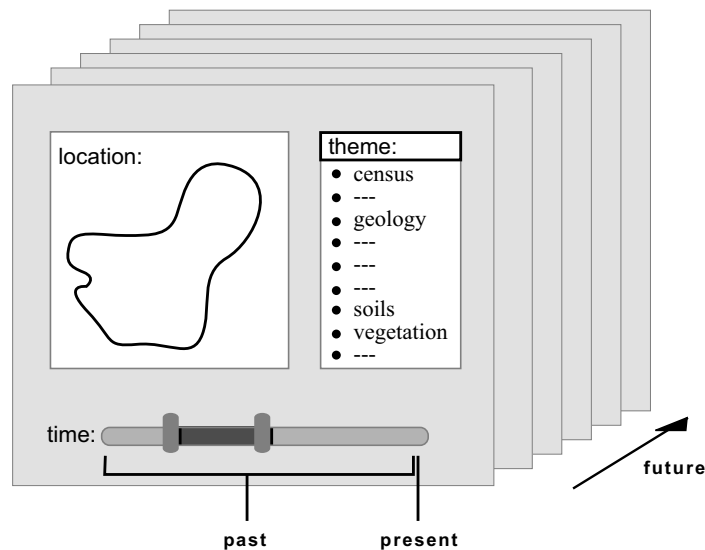 location:
theme:
● census
● ---
● geology
● ---
● ---
● ---
● soils
● vegetation
● ---
time:
future
past
present